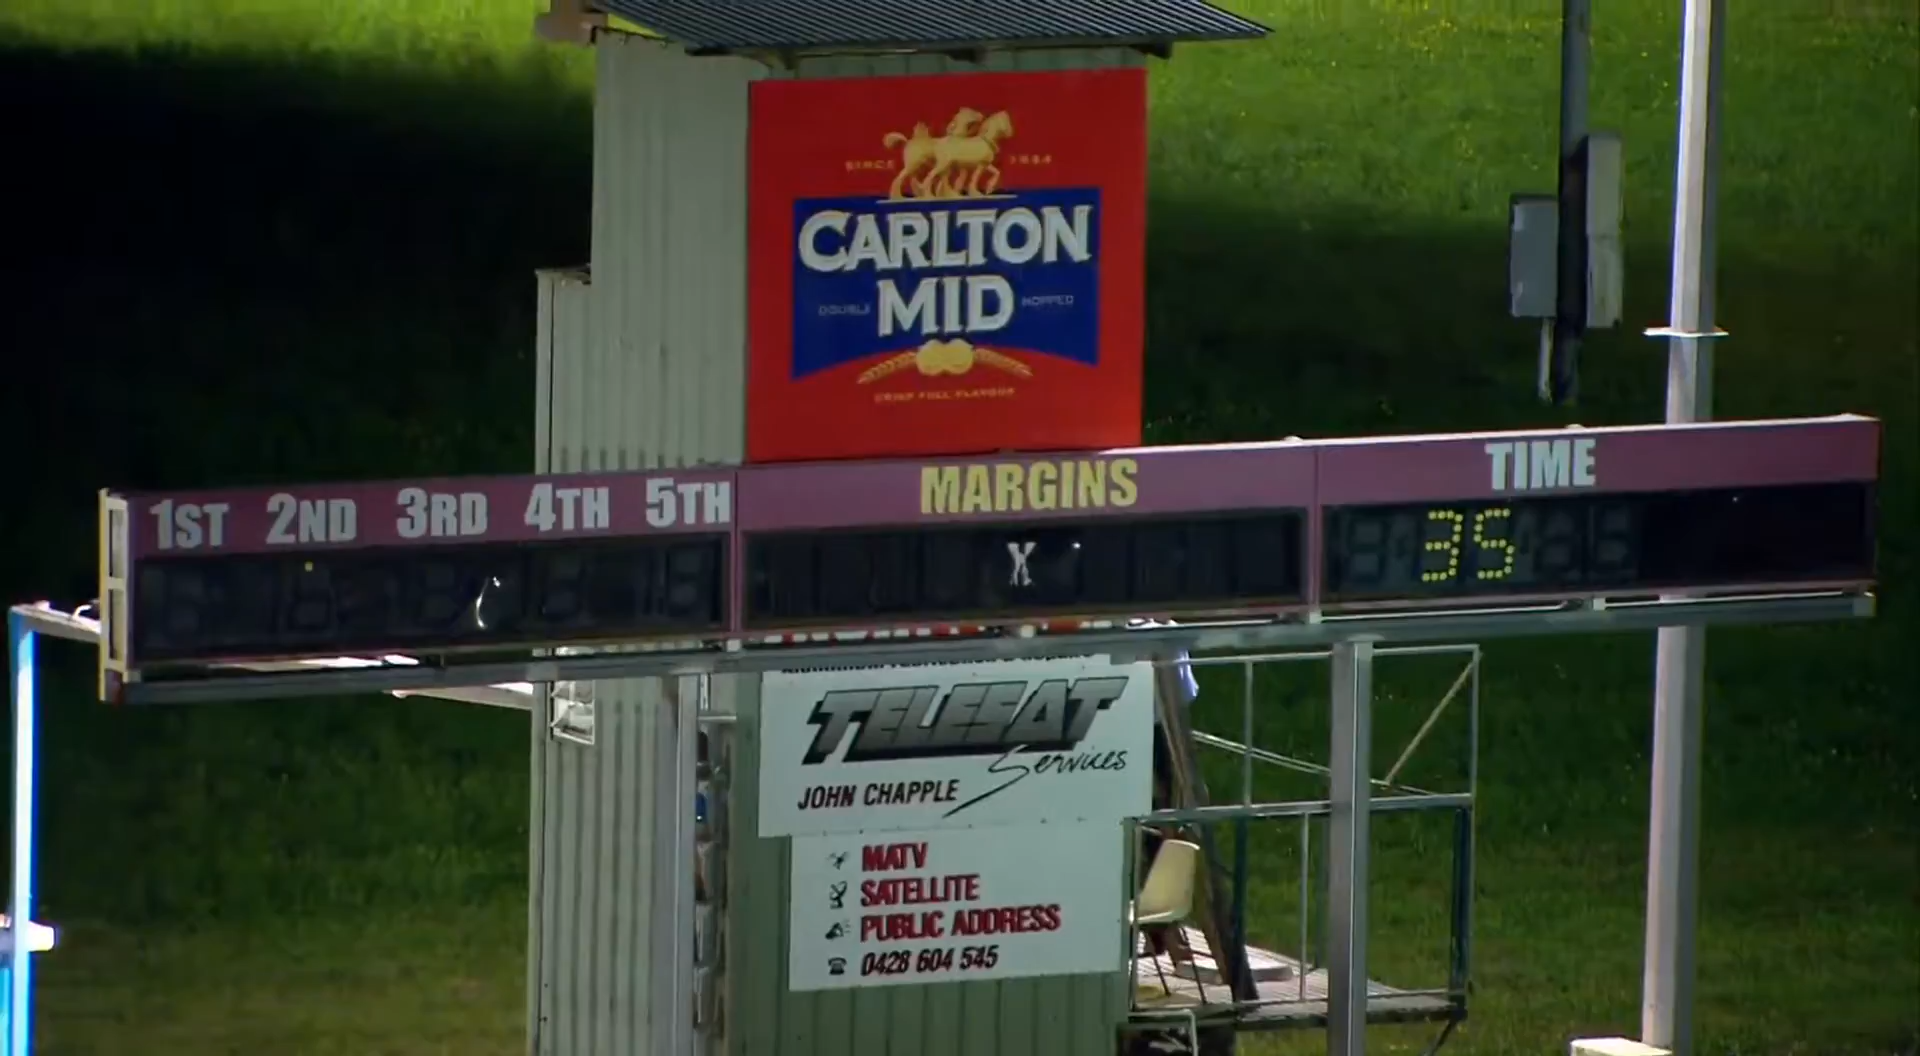 SINCE 1864
CARLTON
MID
DOUBLE HOPPED
CRISP FULL FLAVOUR
1ST 2ND 3RD 4TH 5TH MARGINS TIME
X 35
TELESAT
Services
JOHN CHAPPLE
MATV
SATELLITE
PUBLIC ADDRESS
0428 604 545